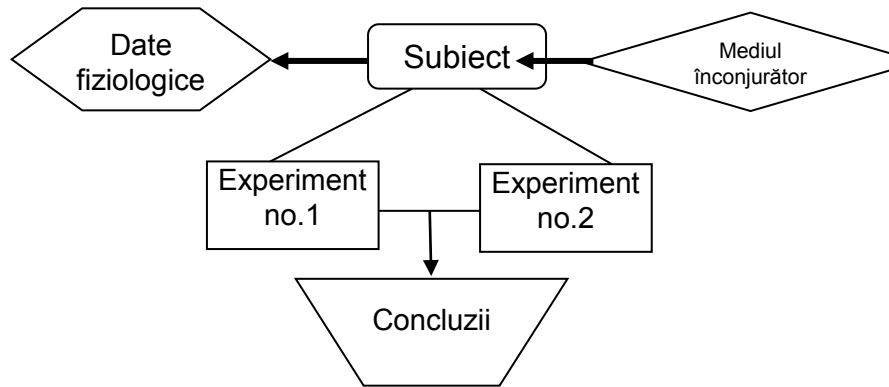 Date
fiziologice
Subiect
Mediul
înconjurător
Experiment
no.1
Experiment
no.2
Concluzii